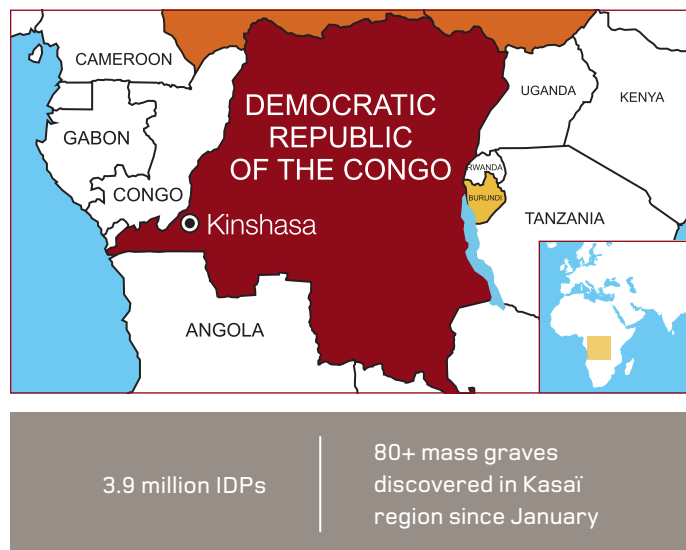 CAMEROON
UGANDA
KENYA
DEMOCRATIC
REPUBLIC
OF THE CONGO
GABON
RWANDA
CONGO
BURUNDI
Kinshasa
TANZANIA
ANGOLA
3.9 million IDPs
80+ mass graves
discovered in Kasaï
region since January